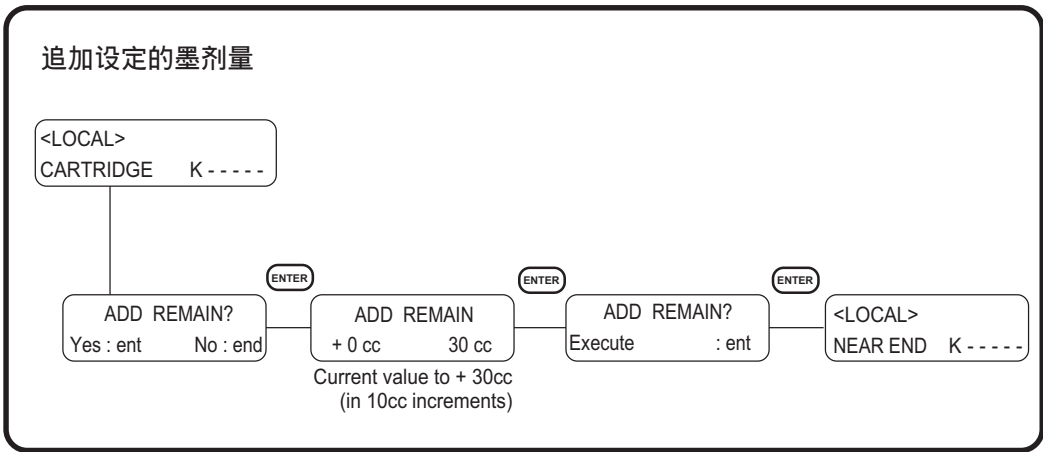 追加设定的墨剂量
<LOCAL>
CARTRIDGE K - - - - -
ENTER
ENTER
ENTER
ADD REMAIN?
Yes : ent No : end
ADD REMAIN
+ 0 cc 30 cc
ADD REMAIN?
Execute : ent
<LOCAL>
NEAR END K - - - - -
Current value to + 30cc
(in 10cc increments)